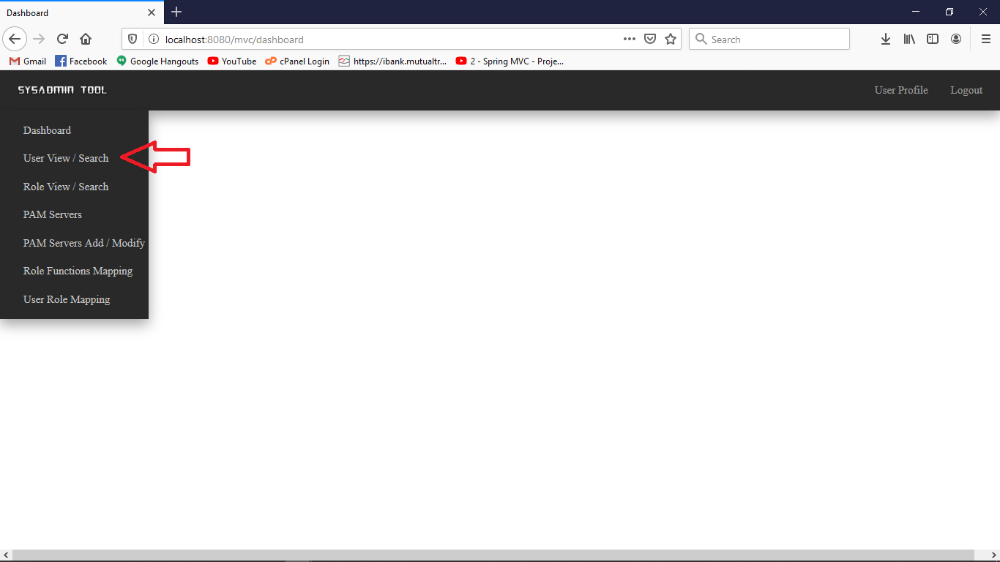 Dashboard
localhost:8080/mvc/dashboard
Search
Gmail Facebook Google Hangouts YouTube cPanel Login https://ibank.mutualtr... 2 - Spring MVC - Proje...
SYSADMIN TOOL
User Profile Logout
Dashboard
User View / Search
Role View / Search
PAM Servers
PAM Servers Add / Modify
Role Functions Mapping
User Role Mapping